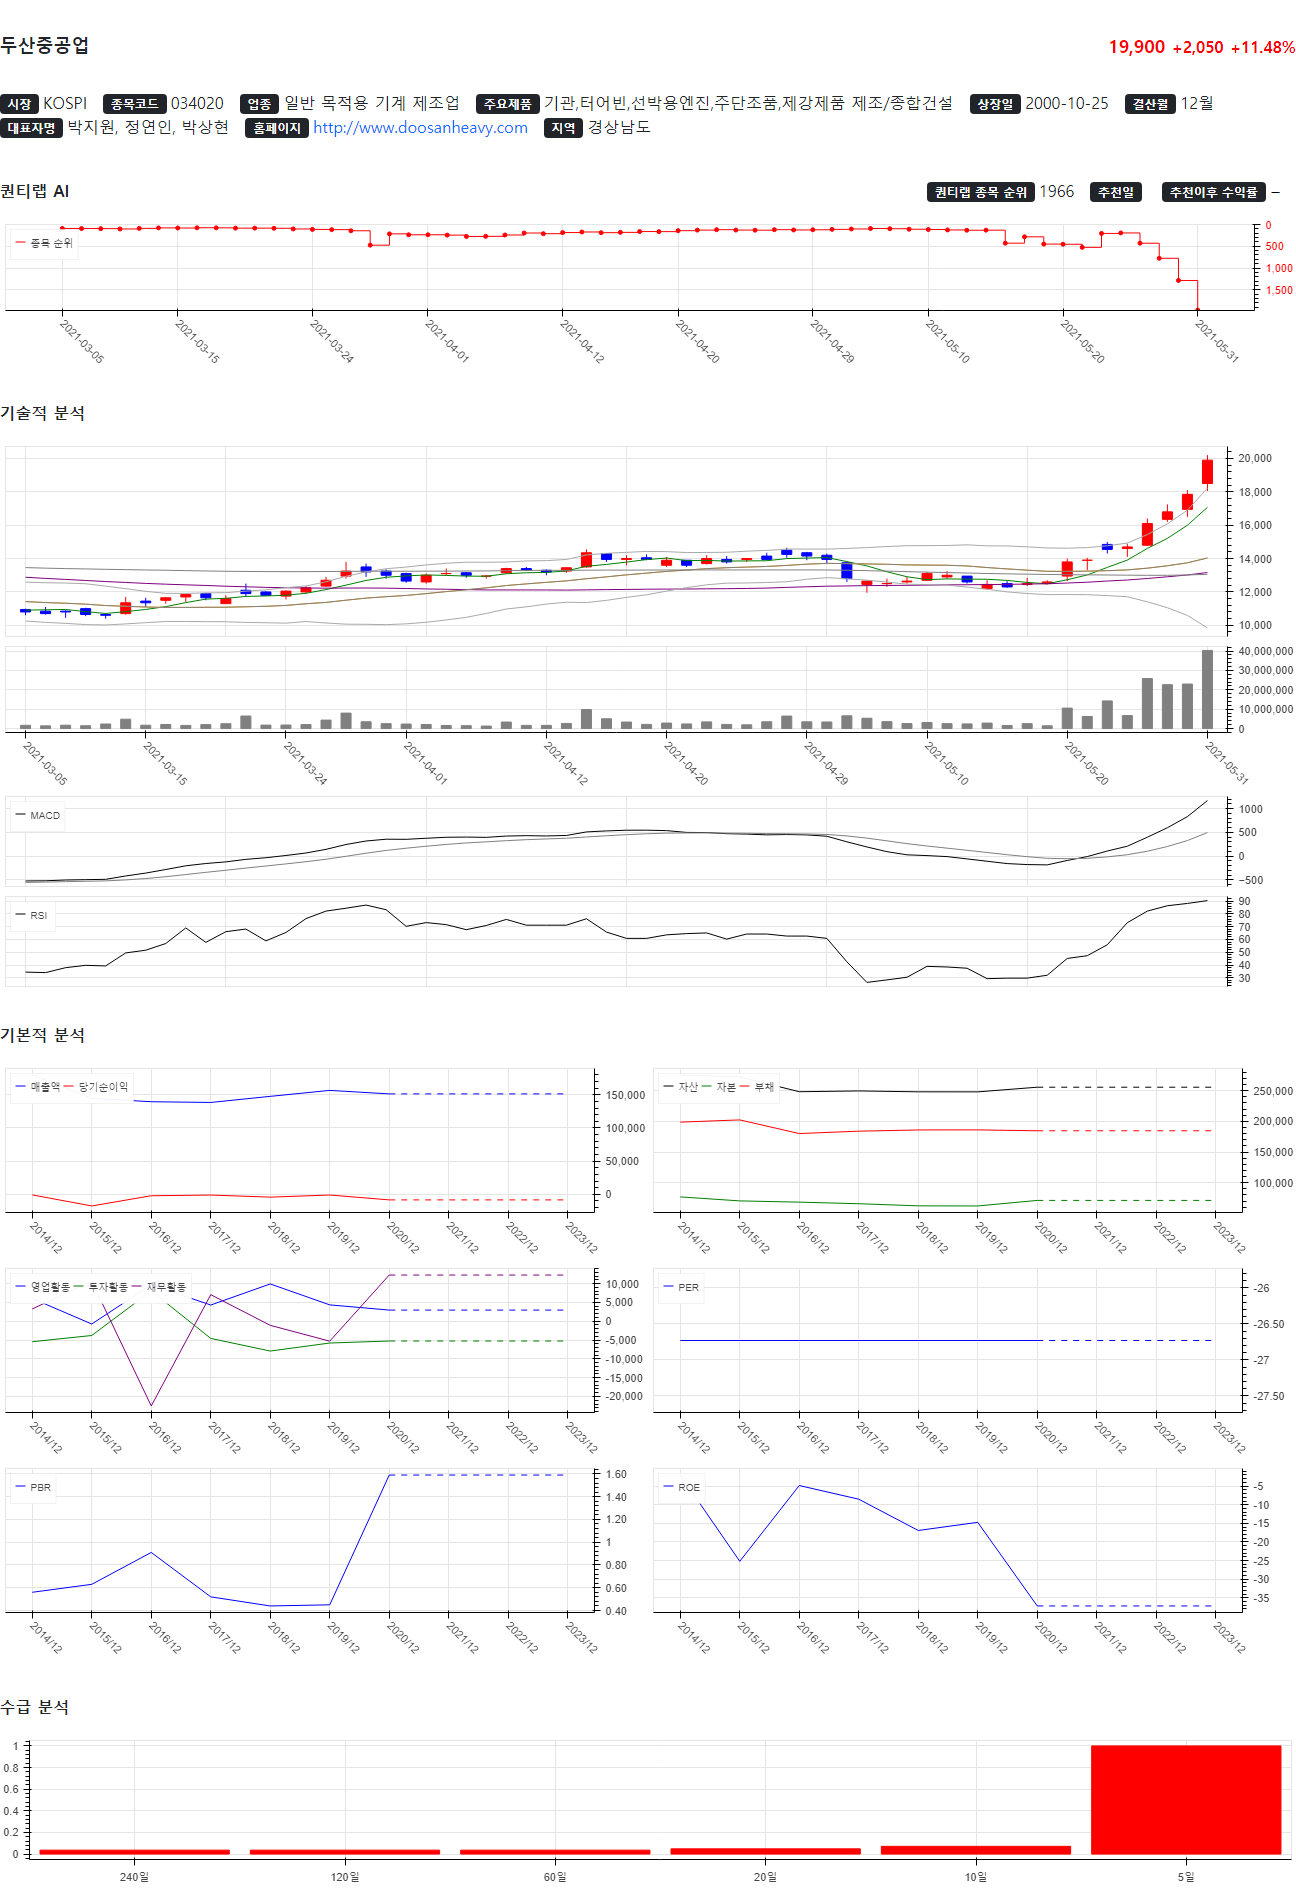 두산중공업
19,900 +2,050 +11.48%
시장 KOSPI 종목코드 034020 업종 일반 목적용 기계 제조업 주요제품 기관,터어빈,선박용엔진,주단조품,제강제품 제조/종합건설 상장일 2000-10-25 결산월 12월
대표자명 박지원, 정연인, 박상현 홈페이지 http://www.doosanheavy.com 지역 경상남도
퀀티랩 AI
퀀티랩 종목 순위 1966 추천일 추천이후 수익률 –
종목 순위
0
500
1,000
1,500
2021-03-05 2021-03-15 2021-03-24 2021-04-01 2021-04-12 2021-04-20 2021-04-29 2021-05-10 2021-05-20 2021-05-31
기술적 분석
20,000
18,000
16,000
14,000
12,000
10,000
40,000,000
30,000,000
20,000,000
10,000,000
0
2021-03-05 2021-03-15 2021-03-24 2021-04-01 2021-04-12 2021-04-20 2021-04-29 2021-05-10 2021-05-20 2021-05-31
MACD
1000
500
0
−500
RSI
90
80
70
60
50
40
30
기본적 분석
매출액 당기순이익
150,000
100,000
50,000
0
2014/12 2015/12 2016/12 2017/12 2018/12 2019/12 2020/12 2021/12 2022/12 2023/12
자산 자본 부채
250,000
200,000
150,000
100,000
2014/12 2015/12 2016/12 2017/12 2018/12 2019/12 2020/12 2021/12 2022/12 2023/12
영업활동 투자활동 재무활동
10,000
5,000
0
-5,000
-10,000
-15,000
-20,000
2014/12 2015/12 2016/12 2017/12 2018/12 2019/12 2020/12 2021/12 2022/12 2023/12
PER
-26
-26.50
-27
-27.50
2014/12 2015/12 2016/12 2017/12 2018/12 2019/12 2020/12 2021/12 2022/12 2023/12
PBR
1.60
1.40
1.20
1
0.80
0.60
0.40
2014/12 2015/12 2016/12 2017/12 2018/12 2019/12 2020/12 2021/12 2022/12 2023/12
ROE
-5
-10
-15
-20
-25
-30
-35
2014/12 2015/12 2016/12 2017/12 2018/12 2019/12 2020/12 2021/12 2022/12 2023/12
수급 분석
1
0.8
0.6
0.4
0.2
0
240일 120일 60일 20일 10일 5일